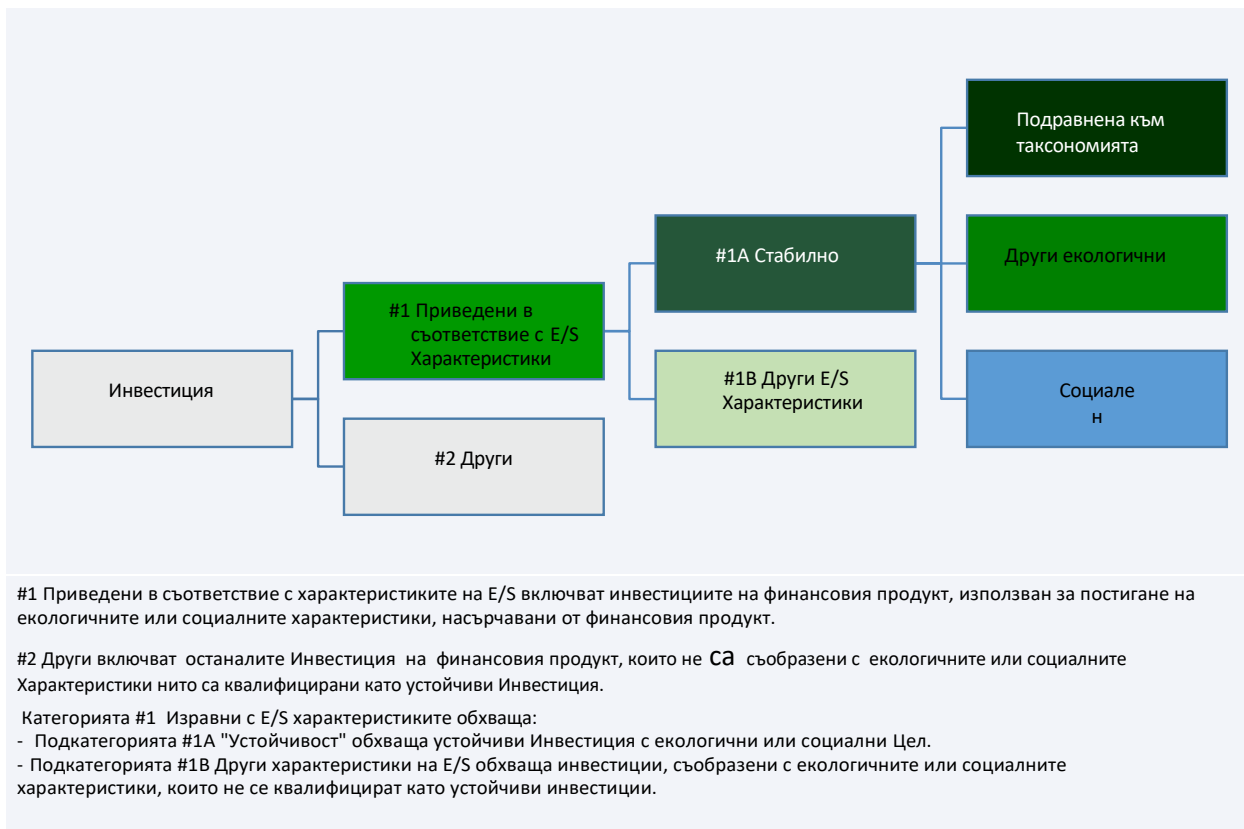 Подравнена към
таксономията
#1A Стабилно
Други екологични
#1 Приведени в
съответствие с E/S
Характеристики
Инвестиция
#1B Други E/S
Характеристики
Социале
н
#2 Други
#1 Приведени в съответствие с характеристиките на E/S включват инвестициите на финансовия продукт, използван за постигане на
екологичните или социалните характеристики, насърчавани от финансовия продукт.
#2 Други включват останалите Инвестиция на финансовия продукт, които не са съобразени с екологичните или социалните
Характеристики нито са квалифицирани като устойчиви Инвестиция.
Категорията #1 Изравни с E/S характеристиките обхваща:
- Подкатегорията #1A "Устойчивост" обхваща устойчиви Инвестиция с екологични или социални Цел.
- Подкатегорията #1B Други характеристики на E/S обхваща инвестиции, съобразени с екологичните или социалните
характеристики, които не се квалифицират като устойчиви инвестиции.